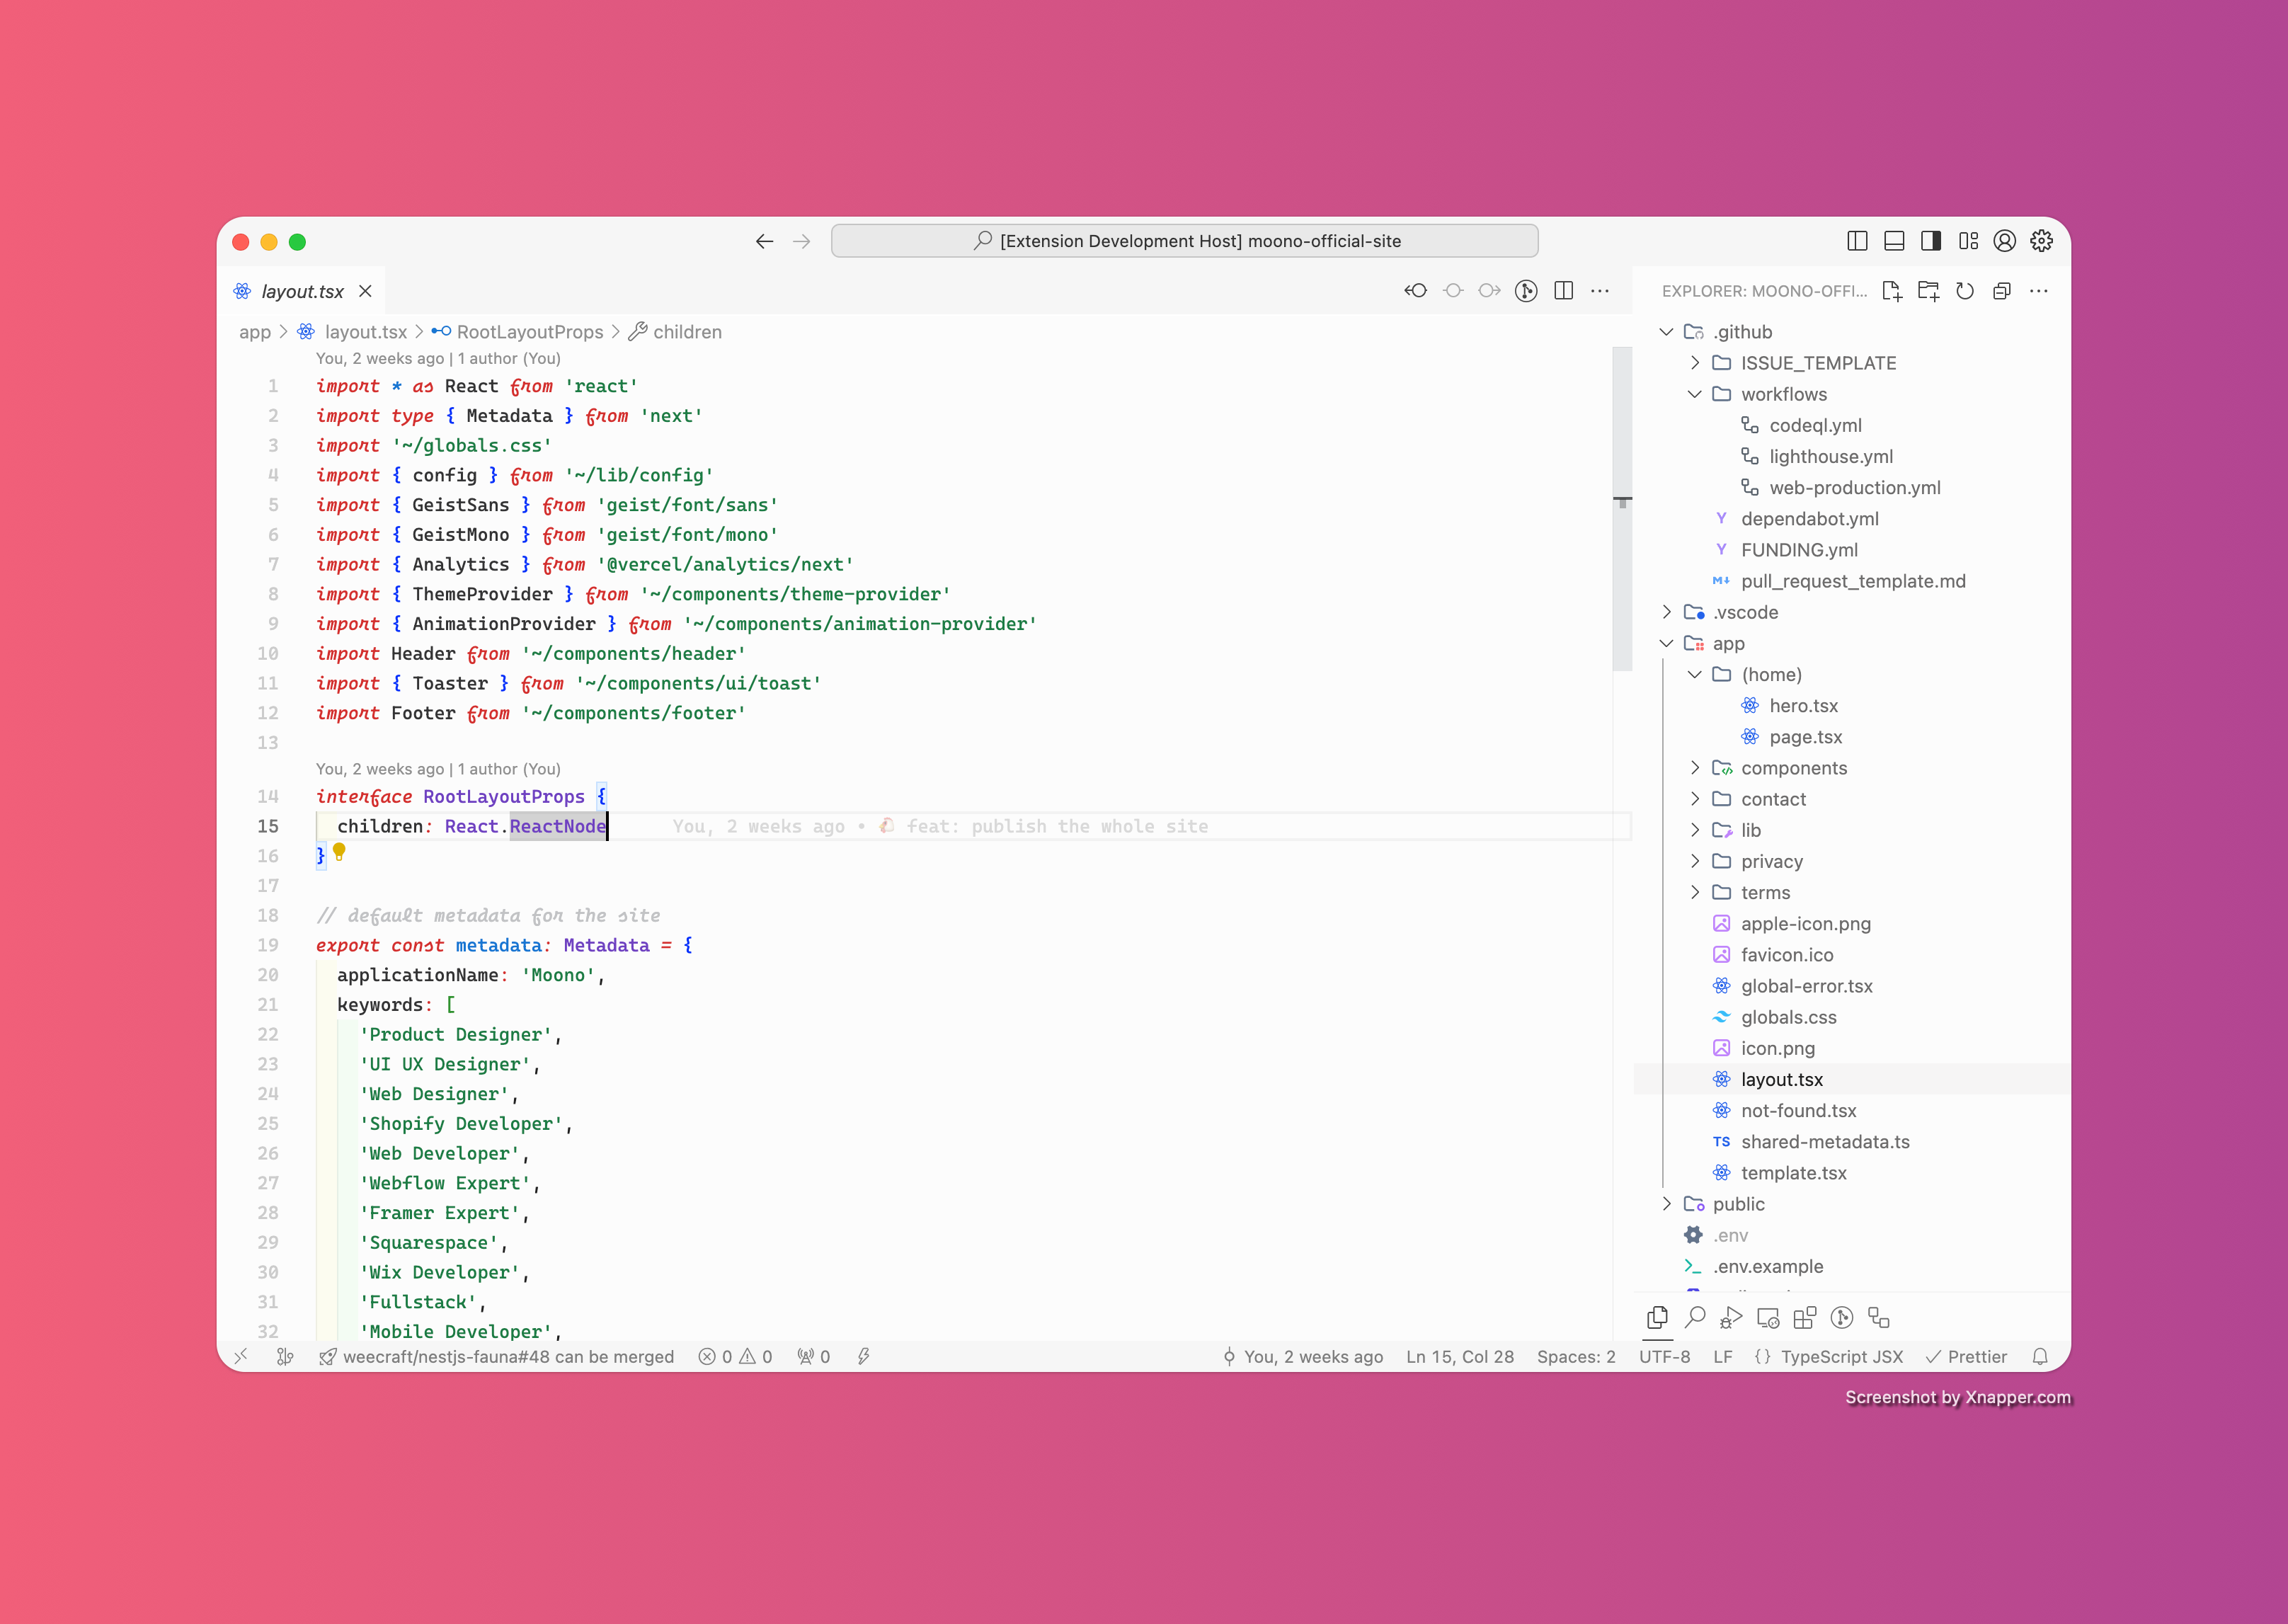 [Extension Development Host] moono-official-site
layout.tsx
app > layout.tsx > RootLayoutProps > children
You, 2 weeks ago | 1 author (You)
1 import * as React from 'react'
2 import type { Metadata } from 'next'
3 import '~/globals.css'
4 import { config } from '~/lib/config'
5 import { GeistSans } from 'geist/font/sans'
6 import { GeistMono } from 'geist/font/mono'
7 import { Analytics } from '@vercel/analytics/next'
8 import { ThemeProvider } from '~/components/theme-provider'
9 import { AnimationProvider } from '~/components/animation-provider'
10 import Header from '~/components/header'
11 import { Toaster } from '~/components/ui/toast'
12 import Footer from '~/components/footer'
13
You, 2 weeks ago | 1 author (You)
14 interface RootLayoutProps {
15 children: React.ReactNode You, 2 weeks ago • feat: publish the whole site
16 }
17
18 // default metadata for the site
19 export const metadata: Metadata = {
20 applicationName: 'Moono',
21 keywords: [
22 'Product Designer',
23 'UI UX Designer',
24 'Web Designer',
25 'Shopify Developer',
26 'Web Developer',
27 'Webflow Expert',
28 'Framer Expert',
29 'Squarespace',
30 'Wix Developer',
31 'Fullstack',
32 'Mobile Developer',
EXPLORER: MOONO-OFFI...
.github
ISSUE_TEMPLATE
workflows
codeql.yml
lighthouse.yml
web-production.yml
Y dependabot.yml
Y FUNDING.yml
M↓ pull_request_template.md
.vscode
app
(home)
hero.tsx
page.tsx
components
contact
lib
privacy
terms
apple-icon.png
favicon.ico
global-error.tsx
globals.css
icon.png
layout.tsx
not-found.tsx
TS shared-metadata.ts
template.tsx
public
.env
.env.example
weecraft/nestjs-fauna#48 can be merged 0 0 0 You, 2 weeks ago Ln 15, Col 28 Spaces: 2 UTF-8 LF {} TypeScript JSX Prettier
Screenshot by Xnapper.com